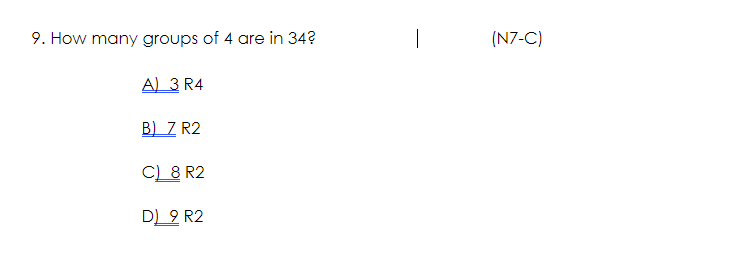 9. How many groups of 4 are in 34? | (N7-C)
A) 3 R4
B) 7 R2
C) 8 R2
D) 9 R2